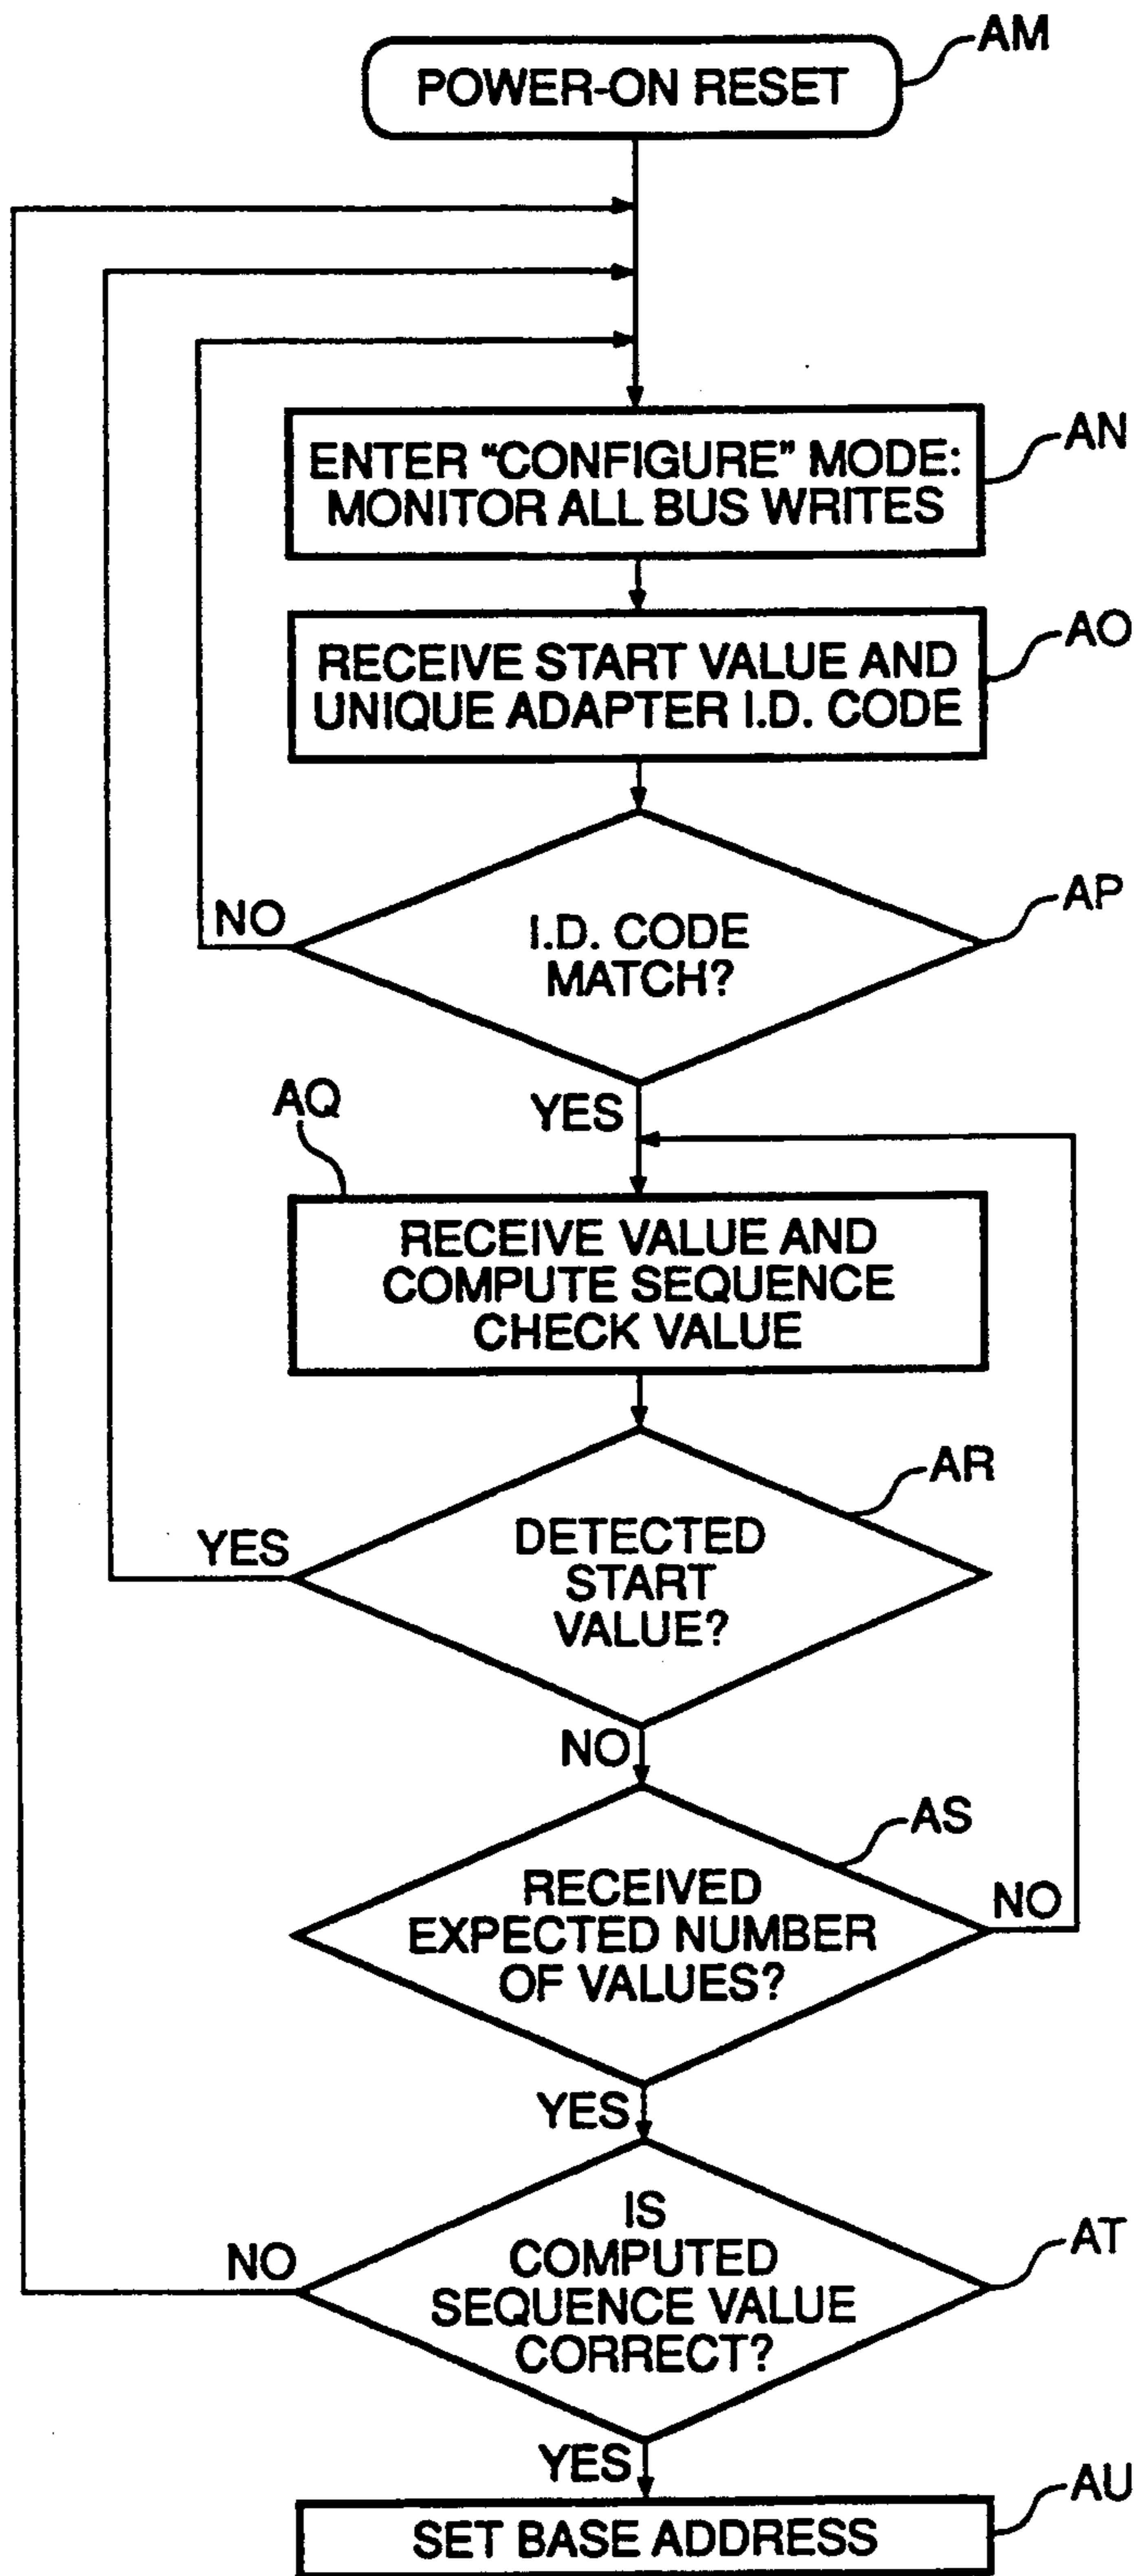 POWER-ON RESET
AM
ENTER “CONFIGURE” MODE:
MONITOR ALL BUS WRITES
AN
RECEIVE START VALUE AND
UNIQUE ADAPTER I.D. CODE
AO
I.D. CODE
MATCH?
AP
NO
YES
AQ
RECEIVE VALUE AND
COMPUTE SEQUENCE
CHECK VALUE
DETECTED
START
VALUE?
AR
YES
NO
RECEIVED
EXPECTED NUMBER
OF VALUES?
AS
NO
YES
IS
COMPUTED
SEQUENCE VALUE
CORRECT?
AT
NO
YES
SET BASE ADDRESS
AU